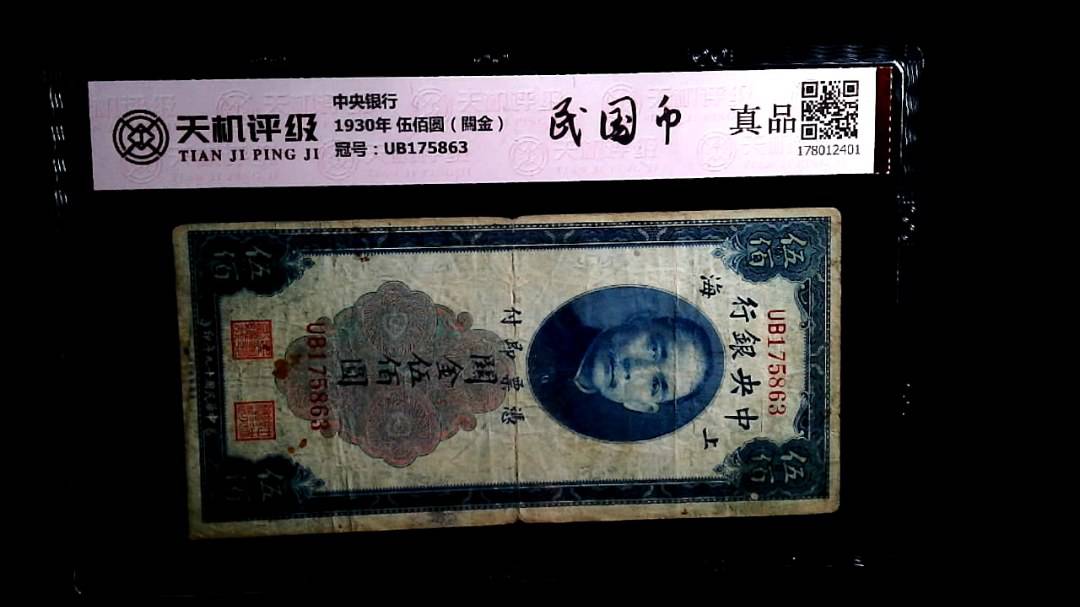 天机评级
TIAN JI PING JI
中央银行
1930年 伍佰圆（關金）
冠号：UB175863
民国币
真品
178012401
伍佰
伍佰
UB175863
中央銀行
上海
憑票即付
關金伍佰圓
UB175863
伍佰
伍佰